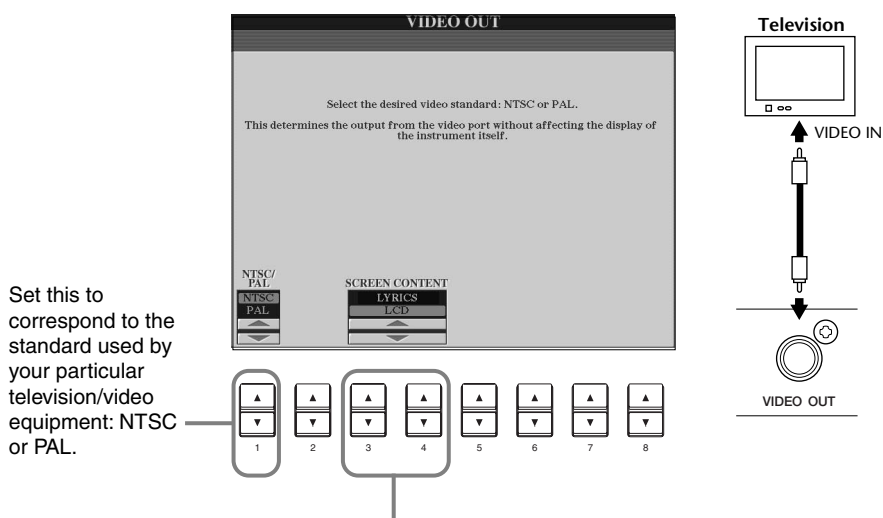 VIDEO OUT
Select the desired video standard: NTSC or PAL.
This determines the output from the video port without affecting the display of
the instrument itself.
NTSC/
PAL
NTSC
PAL
SCREEN CONTENT
LYRICS
LCD
Set this to
correspond to the
standard used by
your particular
television/video
equipment: NTSC
or PAL.
1 2 3 4 5 6 7 8
Television
VIDEO IN
VIDEO OUT